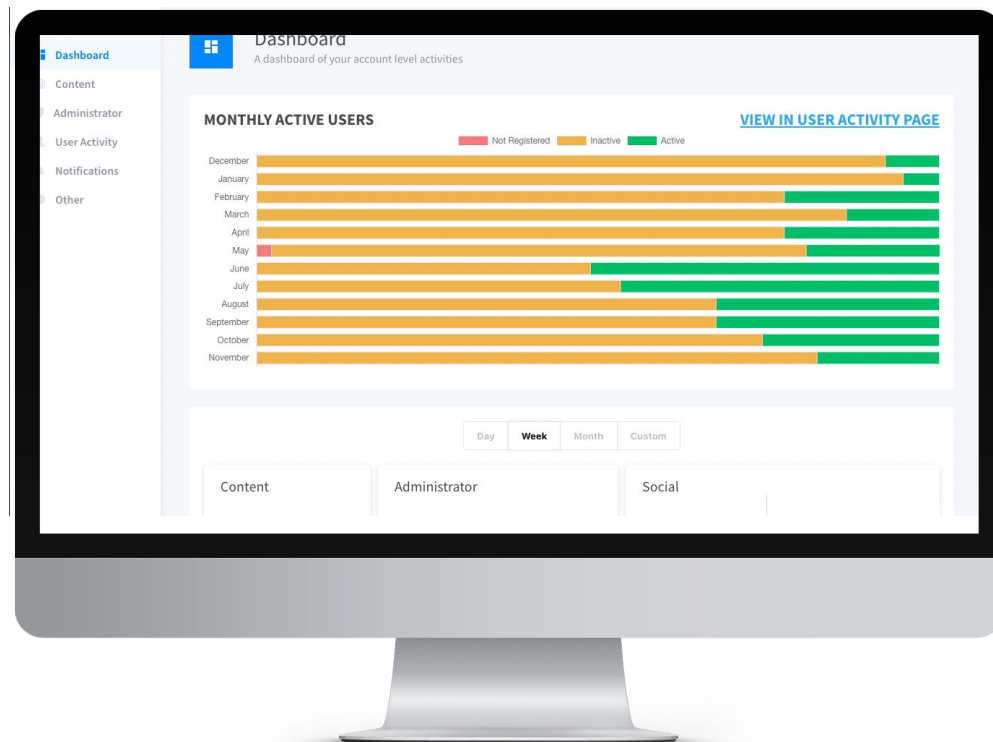 Dashboard
A dashboard of your account level activities
Dashboard
Content
Administrator
User Activity
Notifications
Other
MONTHLY ACTIVE USERS
VIEW IN USER ACTIVITY PAGE
Not Registered Inactive Active
December
January
February
March
April
May
June
July
August
September
October
November
Day Week Month Custom
Content
Administrator
Social